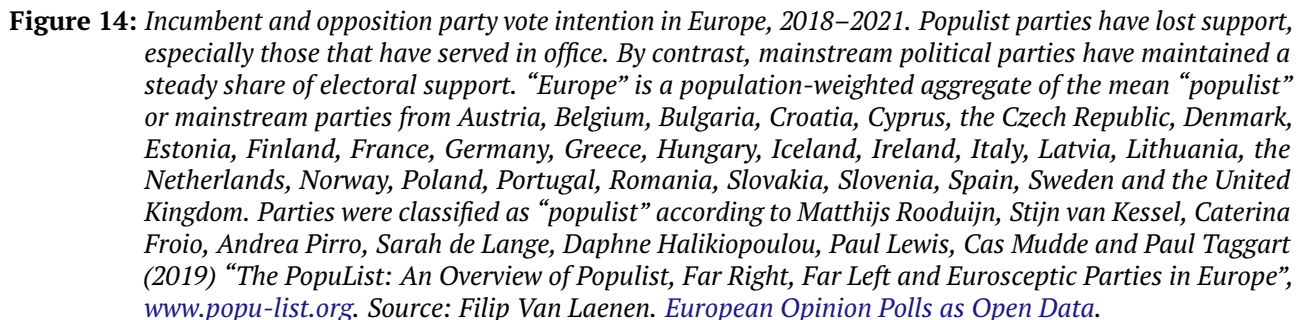 Figure 14: Incumbent and opposition party vote intention in Europe, 2018–2021. Populist parties have lost support,
especially those that have served in office. By contrast, mainstream political parties have maintained a
steady share of electoral support. “Europe” is a population-weighted aggregate of the mean “populist”
or mainstream parties from Austria, Belgium, Bulgaria, Croatia, Cyprus, the Czech Republic, Denmark,
Estonia, Finland, France, Germany, Greece, Hungary, Iceland, Ireland, Italy, Latvia, Lithuania, the
Netherlands, Norway, Poland, Portugal, Romania, Slovakia, Slovenia, Spain, Sweden and the United
Kingdom. Parties were classified as “populist” according to Matthijs Rooduijn, Stijn van Kessel, Caterina
Froio, Andrea Pirro, Sarah de Lange, Daphne Halikiopoulou, Paul Lewis, Cas Mudde and Paul Taggart
(2019) “The PopuList: An Overview of Populist, Far Right, Far Left and Eurosceptic Parties in Europe”,
www.popu-list.org. Source: Filip Van Laenen. European Opinion Polls as Open Data.